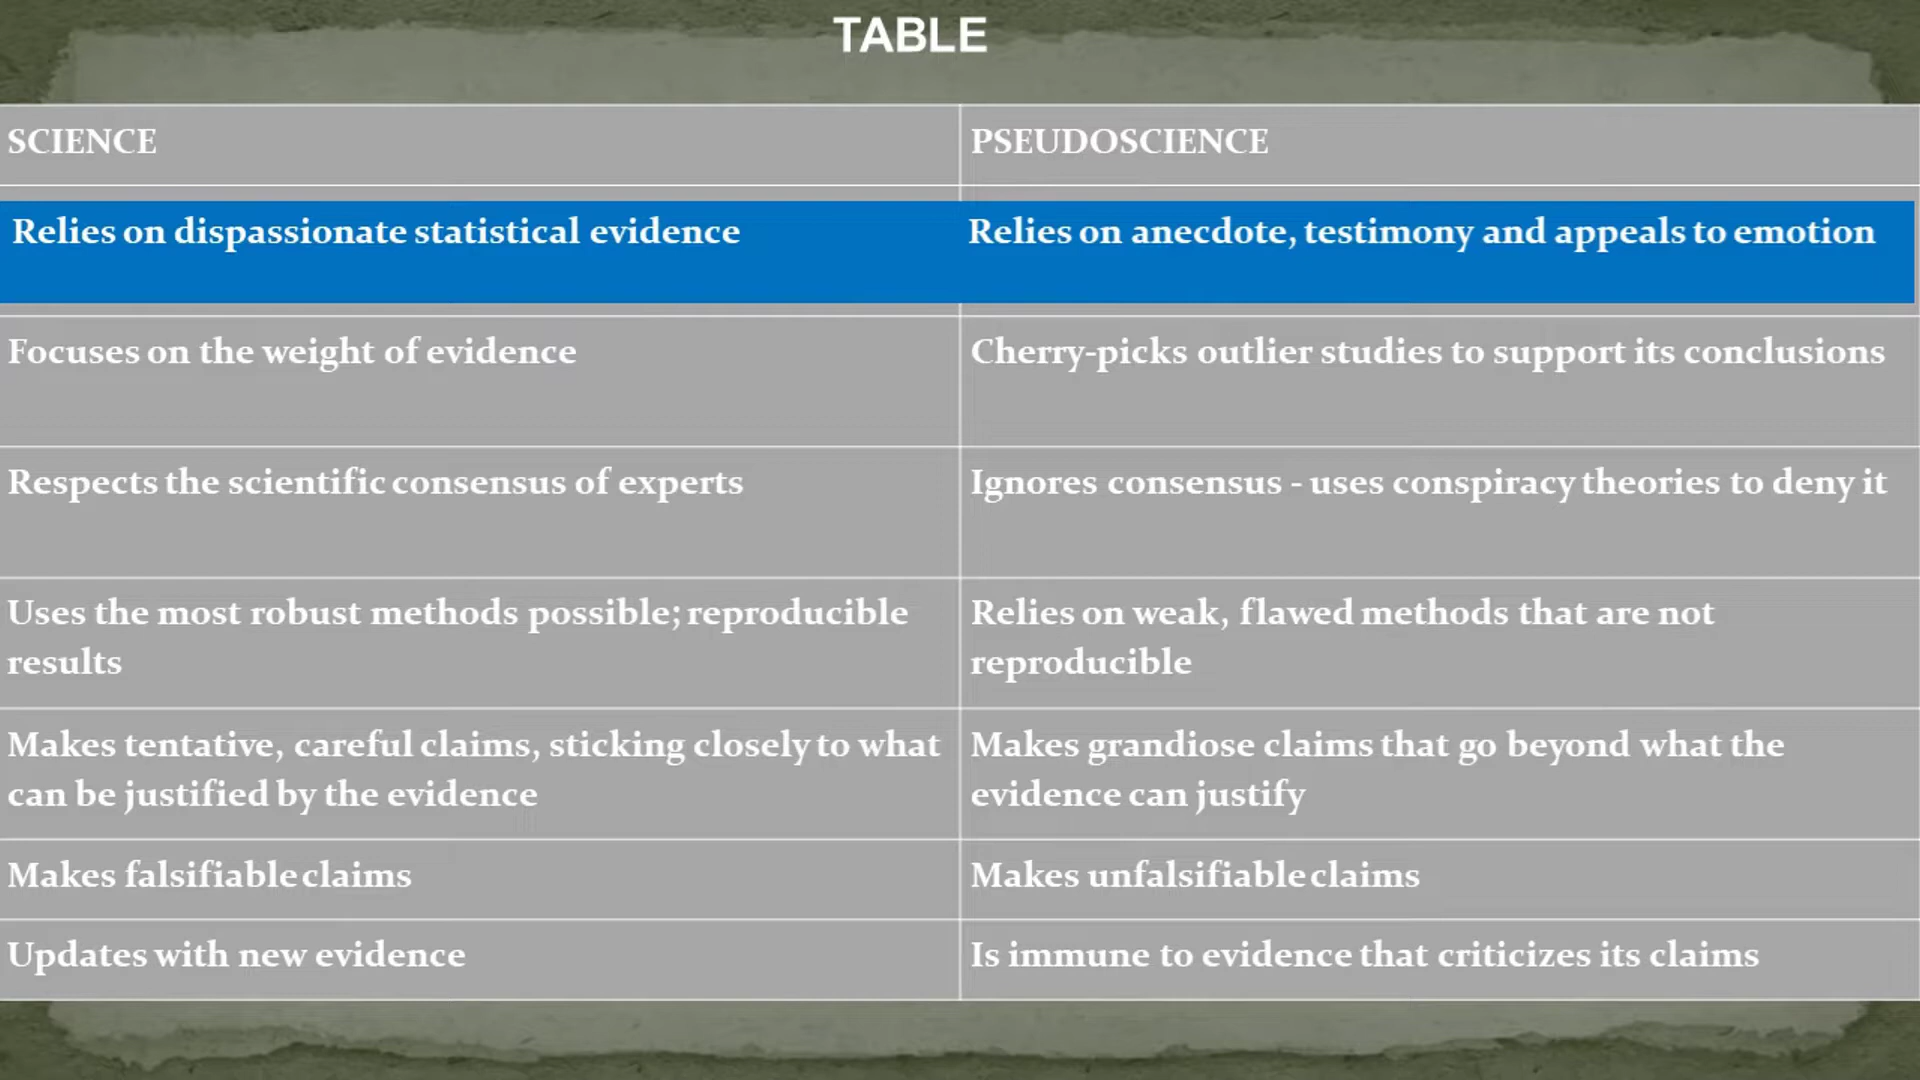 TABLE
SCIENCE
PSEUDOSCIENCE
Relies on dispassionate statistical evidence
Relies on anecdote, testimony and appeals to emotion
Focuses on the weight of evidence
Cherry-picks outlier studies to support its conclusions
Respects the scientific consensus of experts
Ignores consensus - uses conspiracy theories to deny it
Uses the most robust methods possible; reproducible
results
Relies on weak, flawed methods that are not
reproducible
Makes tentative, careful claims, sticking closely to what
can be justified by the evidence
Makes grandiose claims that go beyond what the
evidence can justify
Makes falsifiable claims
Makes unfalsifiable claims
Updates with new evidence
Is immune to evidence that criticizes its claims